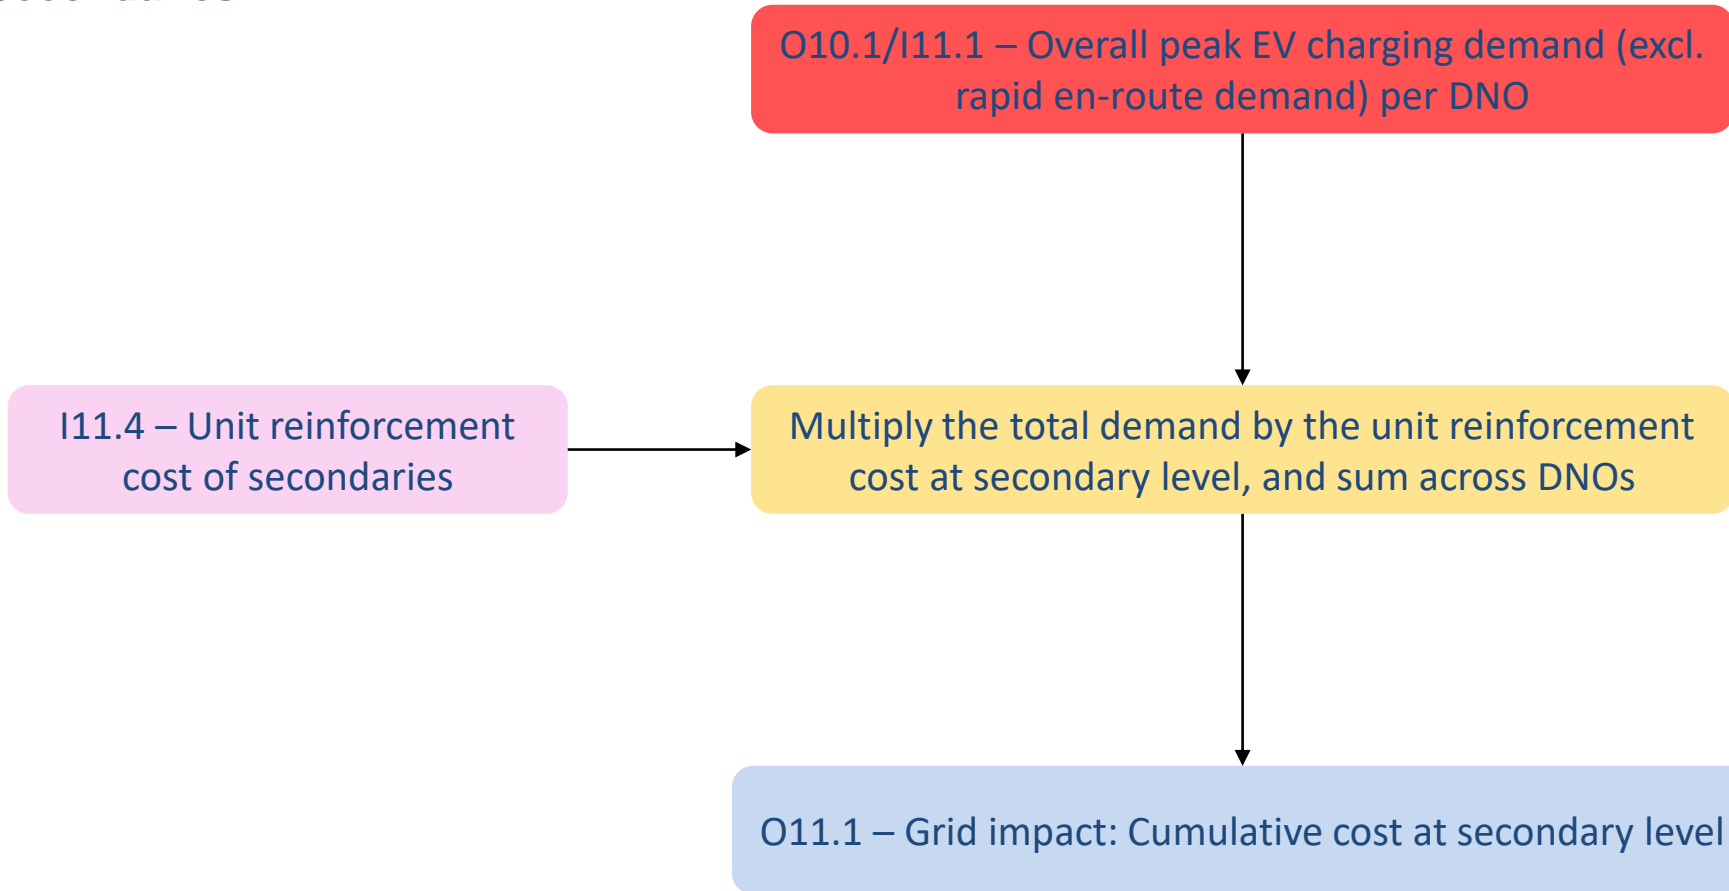 O10.1/I11.1 – Overall peak EV charging demand (excl.
rapid en-route demand) per DNO
I11.4 – Unit reinforcement
cost of secondaries
Multiply the total demand by the unit reinforcement
cost at secondary level, and sum across DNOs
O11.1 – Grid impact: Cumulative cost at secondary level